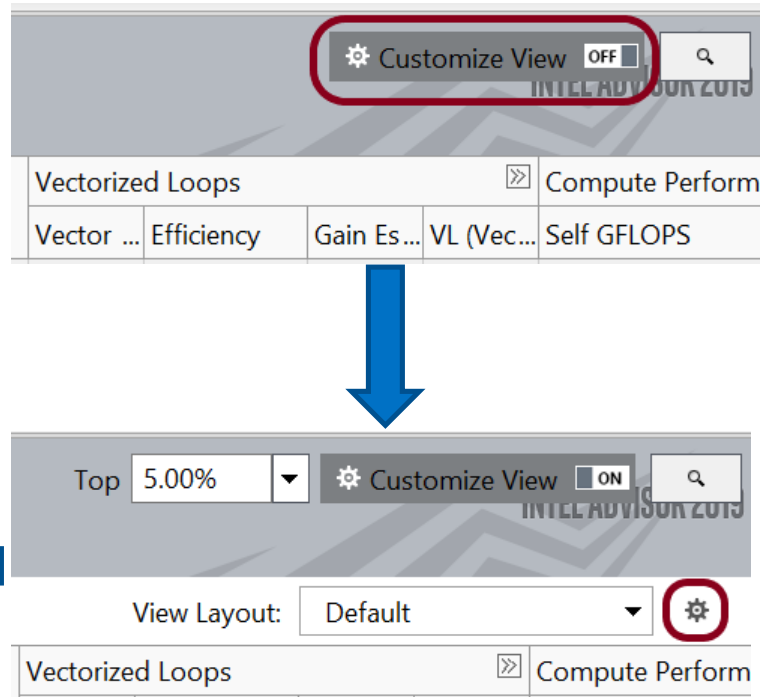 Customize View OFF
INTEL ADVISOR 2019
Vectorized Loops Compute Perform
Vector ... Efficiency Gain Es... VL (Vec... Self GFLOPS
Top 5.00% Customize View ON
INTEL ADVISOR 2019
View Layout: Default
Vectorized Loops Compute Perform